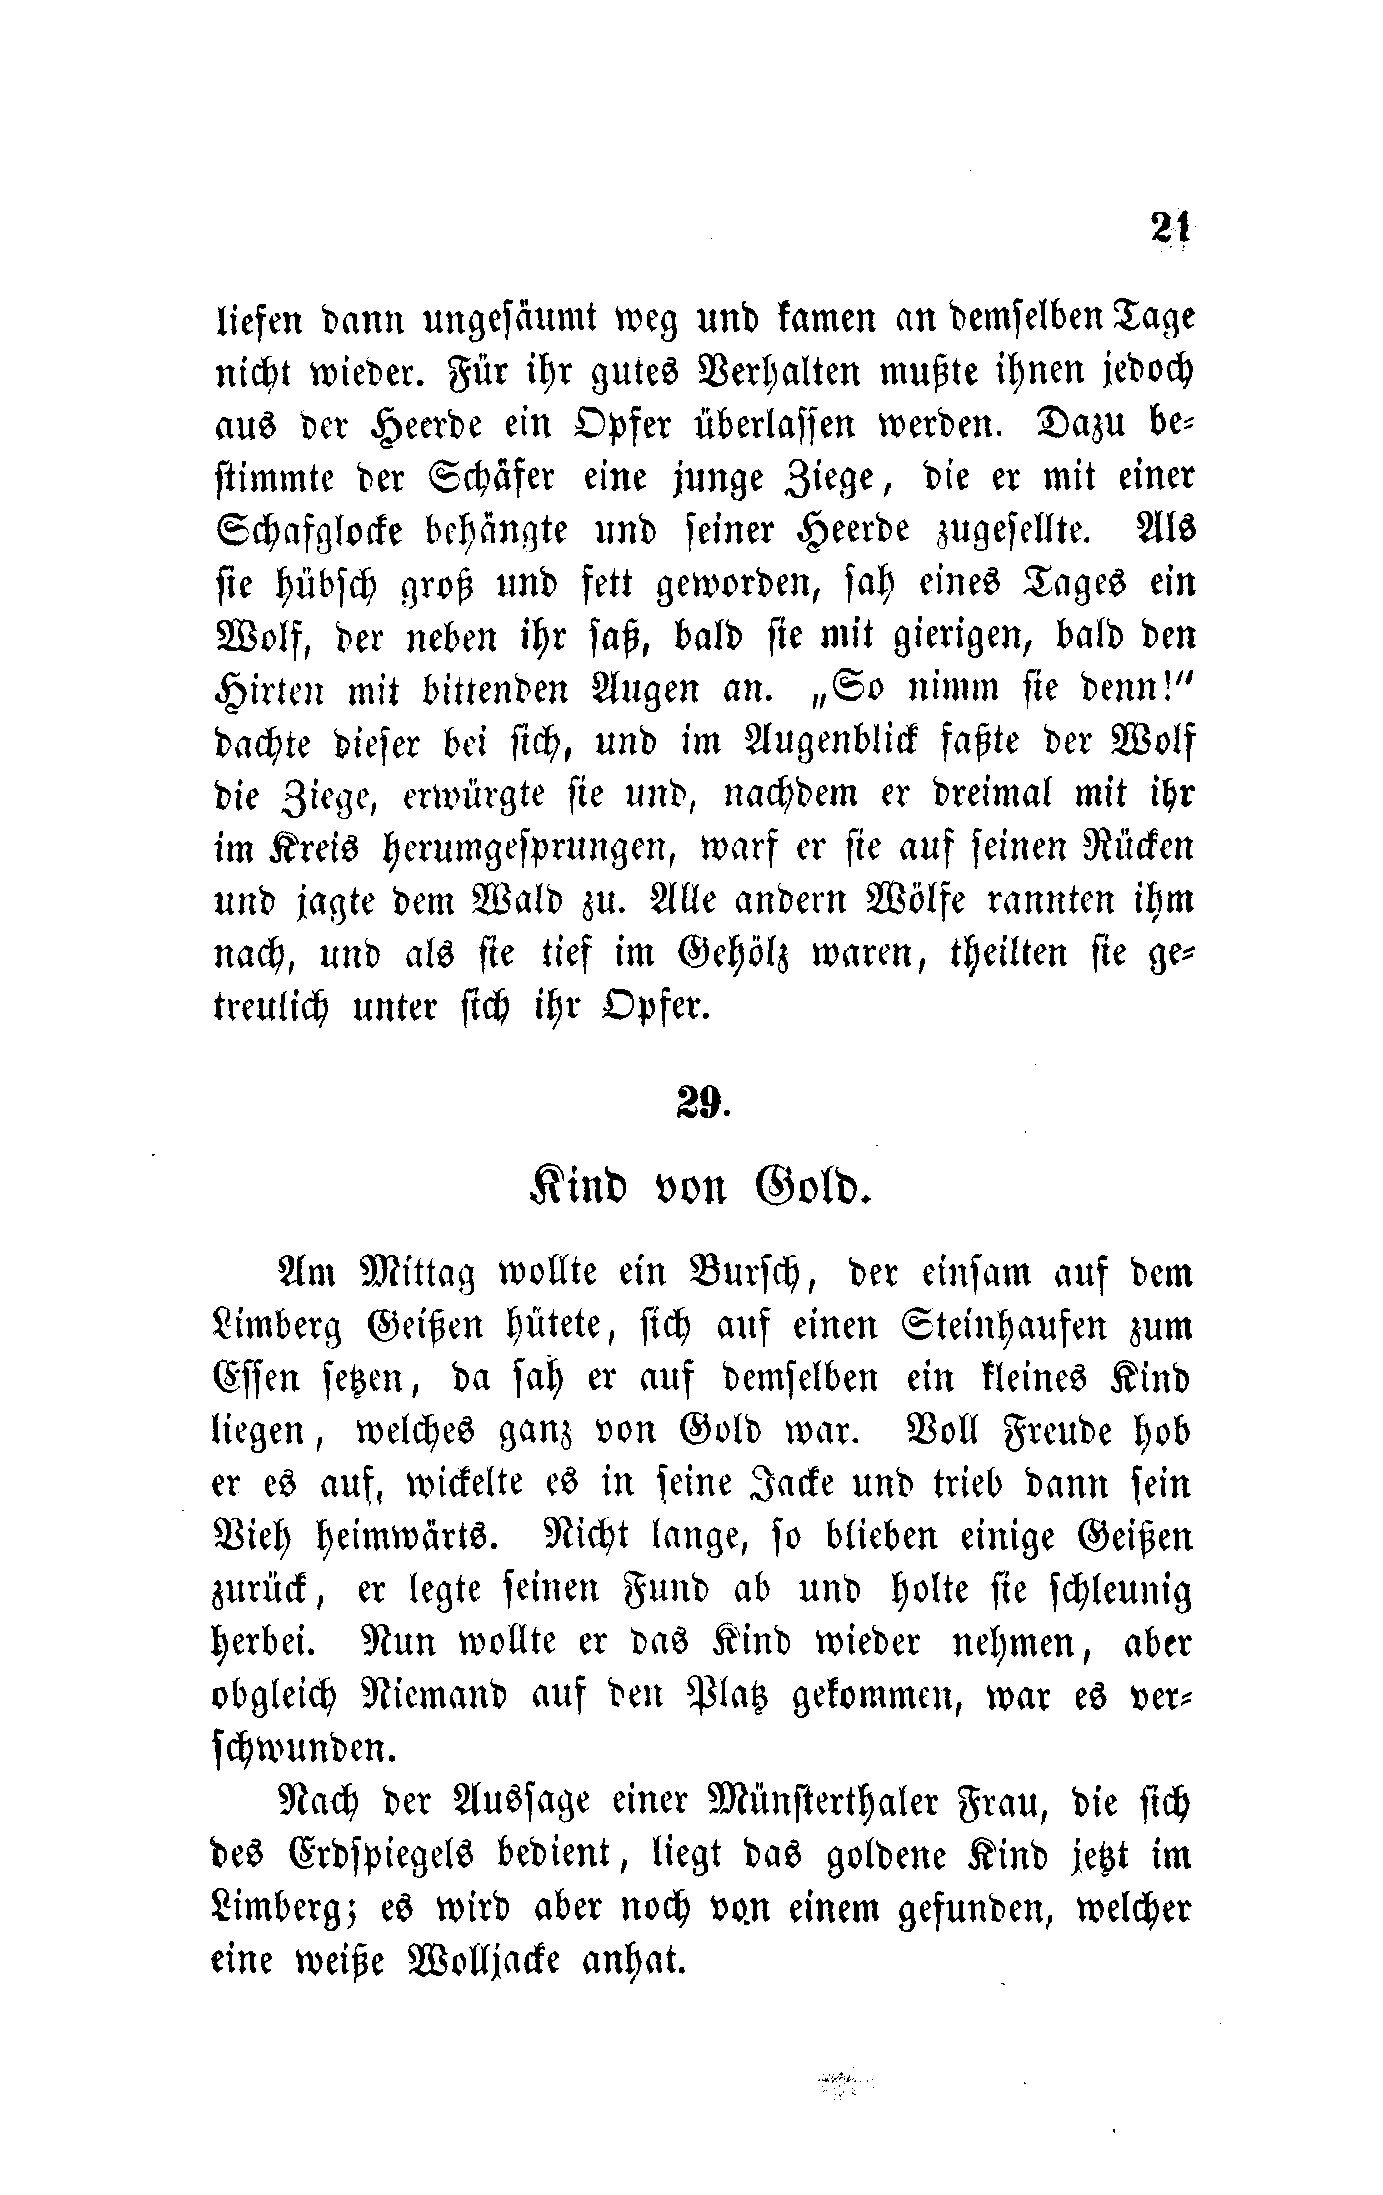 21
liefen dann ungesäumt weg und kamen an demselben Tage
nicht wieder. Für ihr gutes Verhalten mußte ihnen jedoch
aus der Heerde ein Opfer überlassen werden. Dazu be-
stimmte der Schäfer eine junge Ziege, die er mit einer
Schafglocke behängte und seiner Heerde zugesellte. Als
sie hübsch groß und fett geworden, sah eines Tages ein
Wolf, der neben ihr saß, bald sie mit gierigen, bald den
Hirten mit bittenden Augen an. „So nimm sie denn!“
dachte dieser bei sich, und im Augenblick faßte der Wolf
die Ziege, erwürgte sie und, nachdem er dreimal mit ihr
im Kreis herumgesprungen, warf er sie auf seinen Rücken
und jagte dem Wald zu. Alle andern Wölfe rannten ihm
nach, und als sie tief im Gehölz waren, theilten sie ge-
treulich unter sich ihr Opfer.
29.
Kind von Gold.
Am Mittag wollte ein Bursch, der einsam auf dem
Limberg Geißen hütete, sich auf einen Steinhaufen zum
Essen setzen, da sah er auf demselben ein kleines Kind
liegen, welches ganz von Gold war. Voll Freude hob
er es auf, wickelte es in seine Jacke und trieb dann sein
Vieh heimwärts. Nicht lange, so blieben einige Geißen
zurück, er legte seinen Fund ab und holte sie schleunig
herbei. Nun wollte er das Kind wieder nehmen, aber
obgleich Niemand auf den Platz gekommen, war es ver-
schwunden.
Nach der Aussage einer Münsterthaler Frau, die sich
des Erdspiegels bedient, liegt das goldene Kind jetzt im
Limberg; es wird aber noch von einem gefunden, welcher
eine weiße Wolljacke anhat.